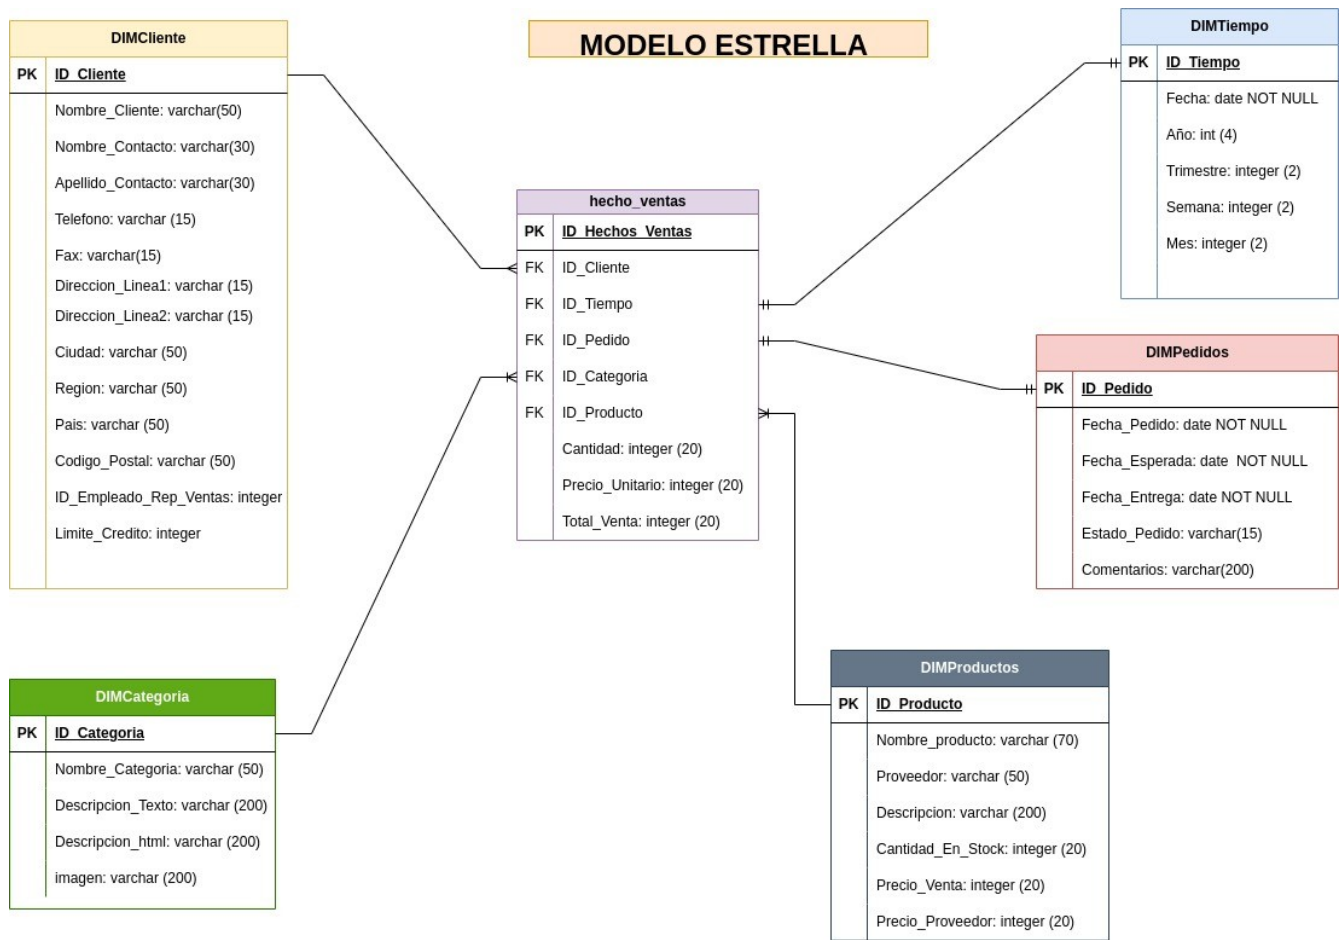 MODELO ESTRELLA
DIMCliente
PK ID_Cliente
Nombre_Cliente: varchar(50)
Nombre_Contacto: varchar(30)
Apellido_Contacto: varchar(30)
Telefono: varchar (15)
Fax: varchar(15)
Direccion_Linea1: varchar (15)
Direccion_Linea2: varchar (15)
Ciudad: varchar (50)
Region: varchar (50)
Pais: varchar (50)
Codigo_Postal: varchar (50)
ID_Empleado_Rep_Ventas: integer
Limite_Credito: integer
hecho_ventas
PK ID_Hechos_Ventas
FK ID_Cliente
FK ID_Tiempo
FK ID_Pedido
FK ID_Categoria
FK ID_Producto
Cantidad: integer (20)
Precio_Unitario: integer (20)
Total_Venta: integer (20)
DIMTiempo
PK ID_Tiempo
Fecha: date NOT NULL
Año: int (4)
Trimestre: integer (2)
Semana: integer (2)
Mes: integer (2)
DIMPedidos
PK ID_Pedido
Fecha_Pedido: date NOT NULL
Fecha_Esperada: date  NOT NULL
Fecha_Entrega: date NOT NULL
Estado_Pedido: varchar(15)
Comentarios: varchar(200)
DIMCategoria
PK ID_Categoria
Nombre_Categoria: varchar (50)
Descripcion_Texto: varchar (200)
Descripcion_html: varchar (200)
imagen: varchar (200)
DIMProductos
PK ID_Producto
Nombre_producto: varchar (70)
Proveedor: varchar (50)
Descripcion: varchar (200)
Cantidad_En_Stock: integer (20)
Precio_Venta: integer (20)
Precio_Proveedor: integer (20)